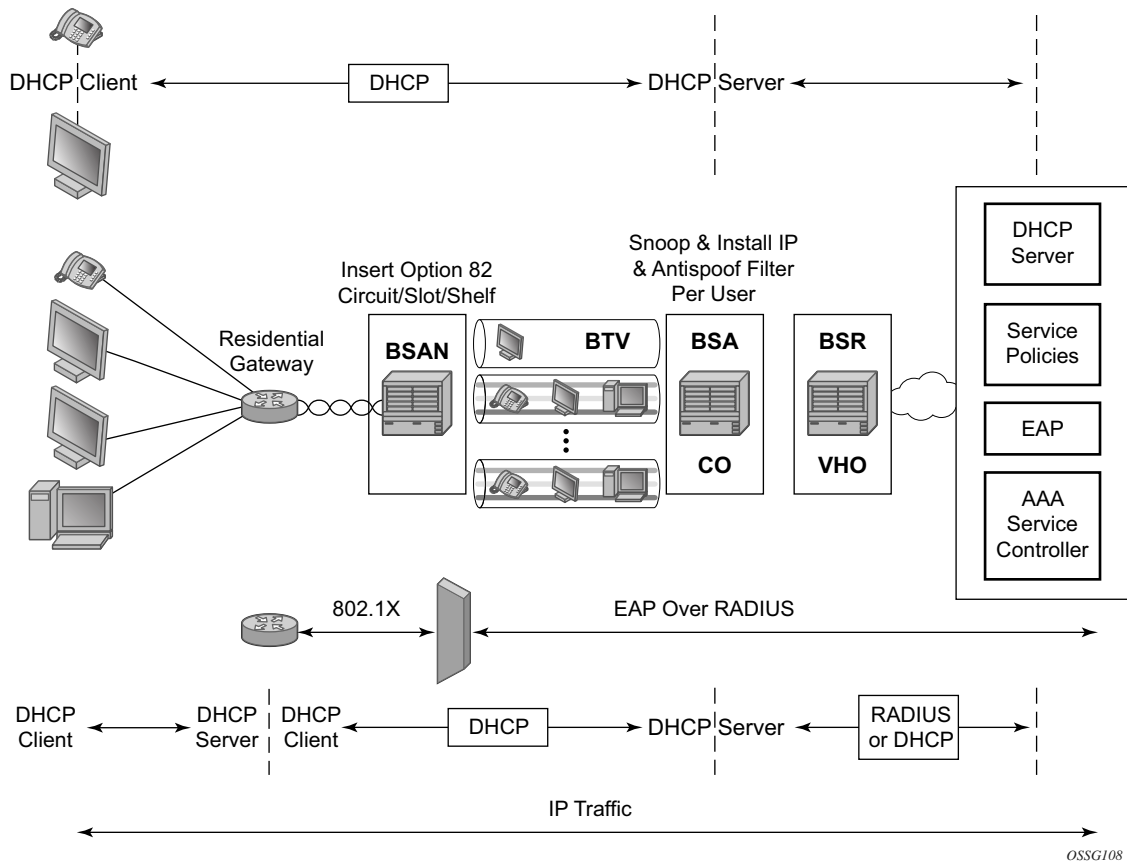 DHCP Client
DHCP
DHCP Server
Snoop & Install IP
& Antispoof Filter
Per User
Insert Option 82
Circuit/Slot/Shelf
Residential
Gateway
BSAN
BTV
BSA
CO
BSR
VHO
DHCP
Server
Service
Policies
EAP
AAA
Service
Controller
802.1X
EAP Over RADIUS
DHCP
Client
DHCP
Server
DHCP
Client
DHCP
DHCP Server
RADIUS
or DHCP
IP Traffic
OSSG108